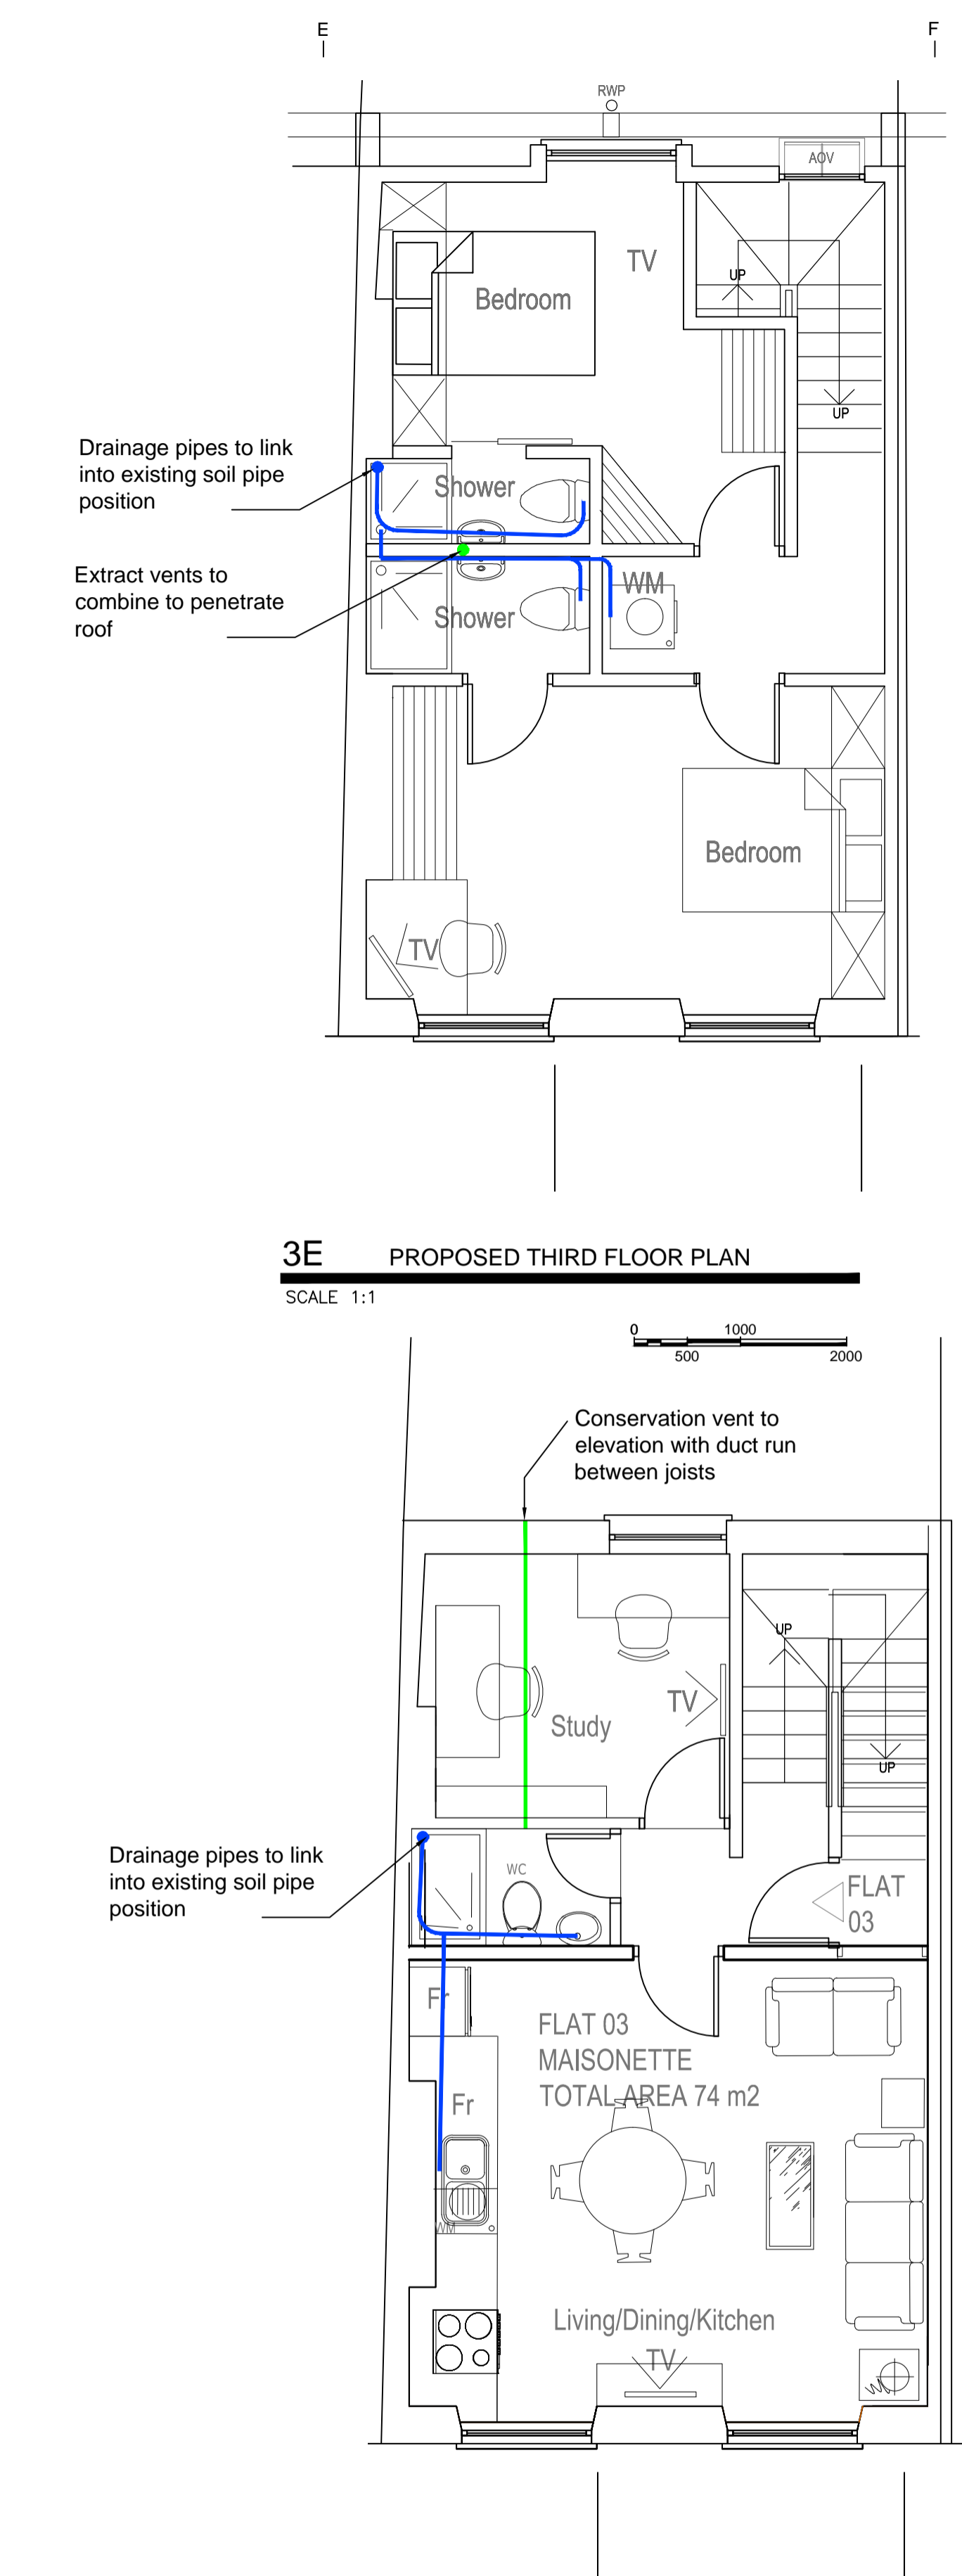 E
F
RWP
AOV
TV
UP
Bedroom
UP
Drainage pipes to link
into existing soil pipe
position
Shower
Extract vents to
combine to penetrate
roof
WM
Shower
Bedroom
TV
3E PROPOSED THIRD FLOOR PLAN
SCALE 1:1
0 1000
500 2000
Conservation vent to
elevation with duct run
between joists
UP
TV
Study
UP
Drainage pipes to link
into existing soil pipe
position
WC
FLAT
03
Fr
FLAT 03
MAISONETTE
TOTAL AREA 74 m2
Fr
WM
Living/Dining/Kitchen
TV